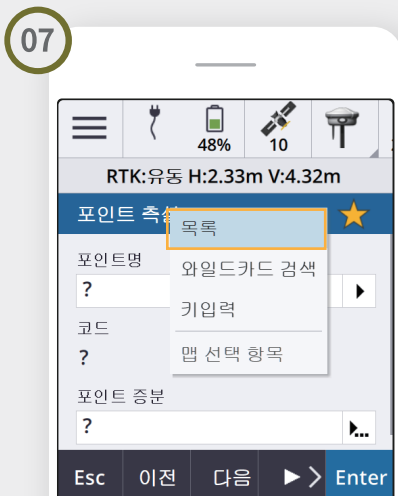 07
48%
10
RTK:유동 H:2.33m V:4.32m
포인트 측설
목록
포인트명
와일드카드 검색
?
키입력
코드
?
맵 선택 항목
포인트 증분
?
Esc 이전 다음 Enter